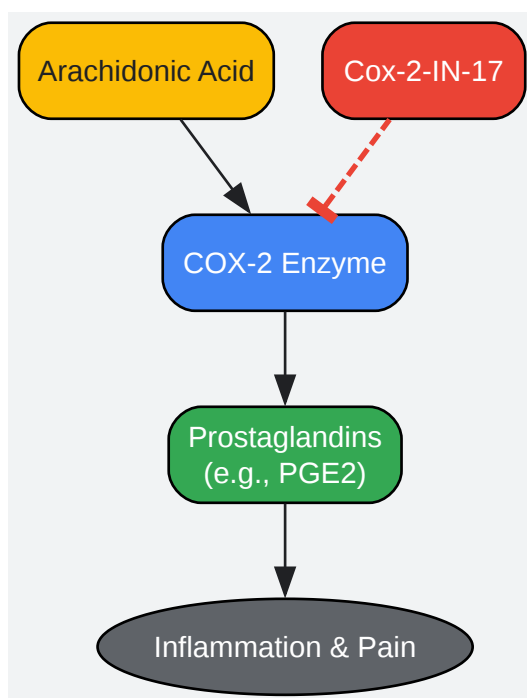 Arachidonic Acid
Cox-2-IN-17
COX-2 Enzyme
Prostaglandins
(e.g., PGE2)
Inflammation & Pain